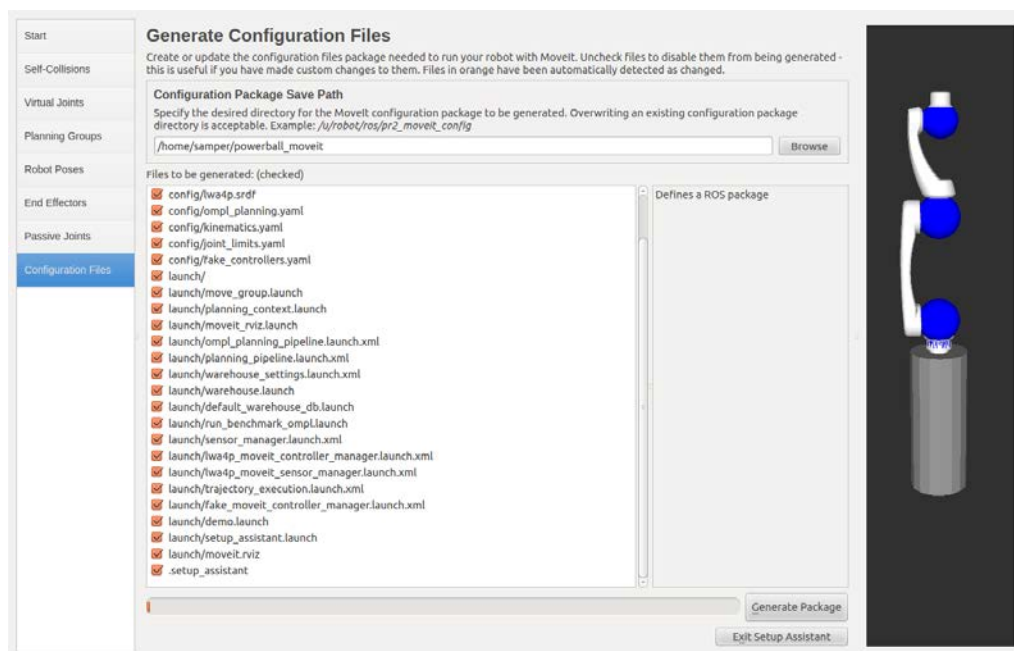 Start
Self-Collisions
Virtual Joints
Planning Groups
Robot Poses
End Effectors
Passive Joints
Configuration Files
Generate Configuration Files
Create or update the configuration files package needed to run your robot with MoveIt. Uncheck files to disable them from being generated -
this is useful if you have made custom changes to them. Files in orange have been automatically detected as changed.
Configuration Package Save Path
Specify the desired directory for the MoveIt configuration package to be generated. Overwriting an existing configuration package
directory is acceptable. Example: /u/robot/ros/pr2_moveit_config
/home/samper/powerball_moveit
Browse
Files to be generated: (checked)
config/lwa4p.srdf
config/ompl_planning.yaml
config/kinematics.yaml
config/joint_limits.yaml
config/fake_controllers.yaml
launch/
launch/move_group.launch
launch/planning_context.launch
launch/moveit_rviz.launch
launch/ompl_planning_pipeline.launch.xml
launch/planning_pipeline.launch.xml
launch/warehouse_settings.launch.xml
launch/warehouse.launch
launch/default_warehouse_db.launch
launch/run_benchmark_ompl.launch
launch/sensor_manager.launch.xml
launch/lwa4p_moveit_controller_manager.launch.xml
launch/lwa4p_moveit_sensor_manager.launch.xml
launch/trajectory_execution.launch.xml
launch/fake_moveit_controller_manager.launch.xml
launch/demo.launch
launch/setup_assistant.launch
launch/moveit.rviz
.setup_assistant
Defines a ROS package
Generate Package
Exit Setup Assistant